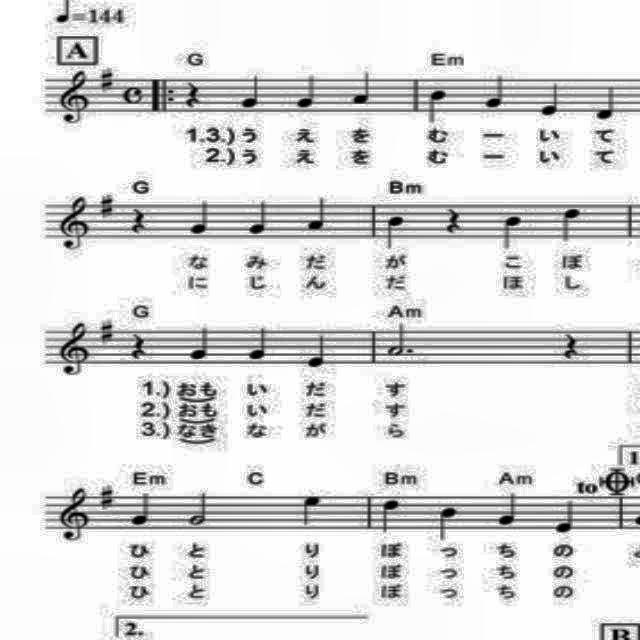 ♩=144
A
G Em
1.3.) う え を む ー い て
2.) う え を む ー い て
G Bm
な み だ が こ ぼ
に じ ん だ ほ し
G Am
1.) おも い だ す
2.) おも い だ す
3.) なき な が ら
1
Em C Bm Am to
ひ と り ぼ っ ち の
ひ と り ぼ っ ち の
ひ と り ぼ っ ち の
2.
B